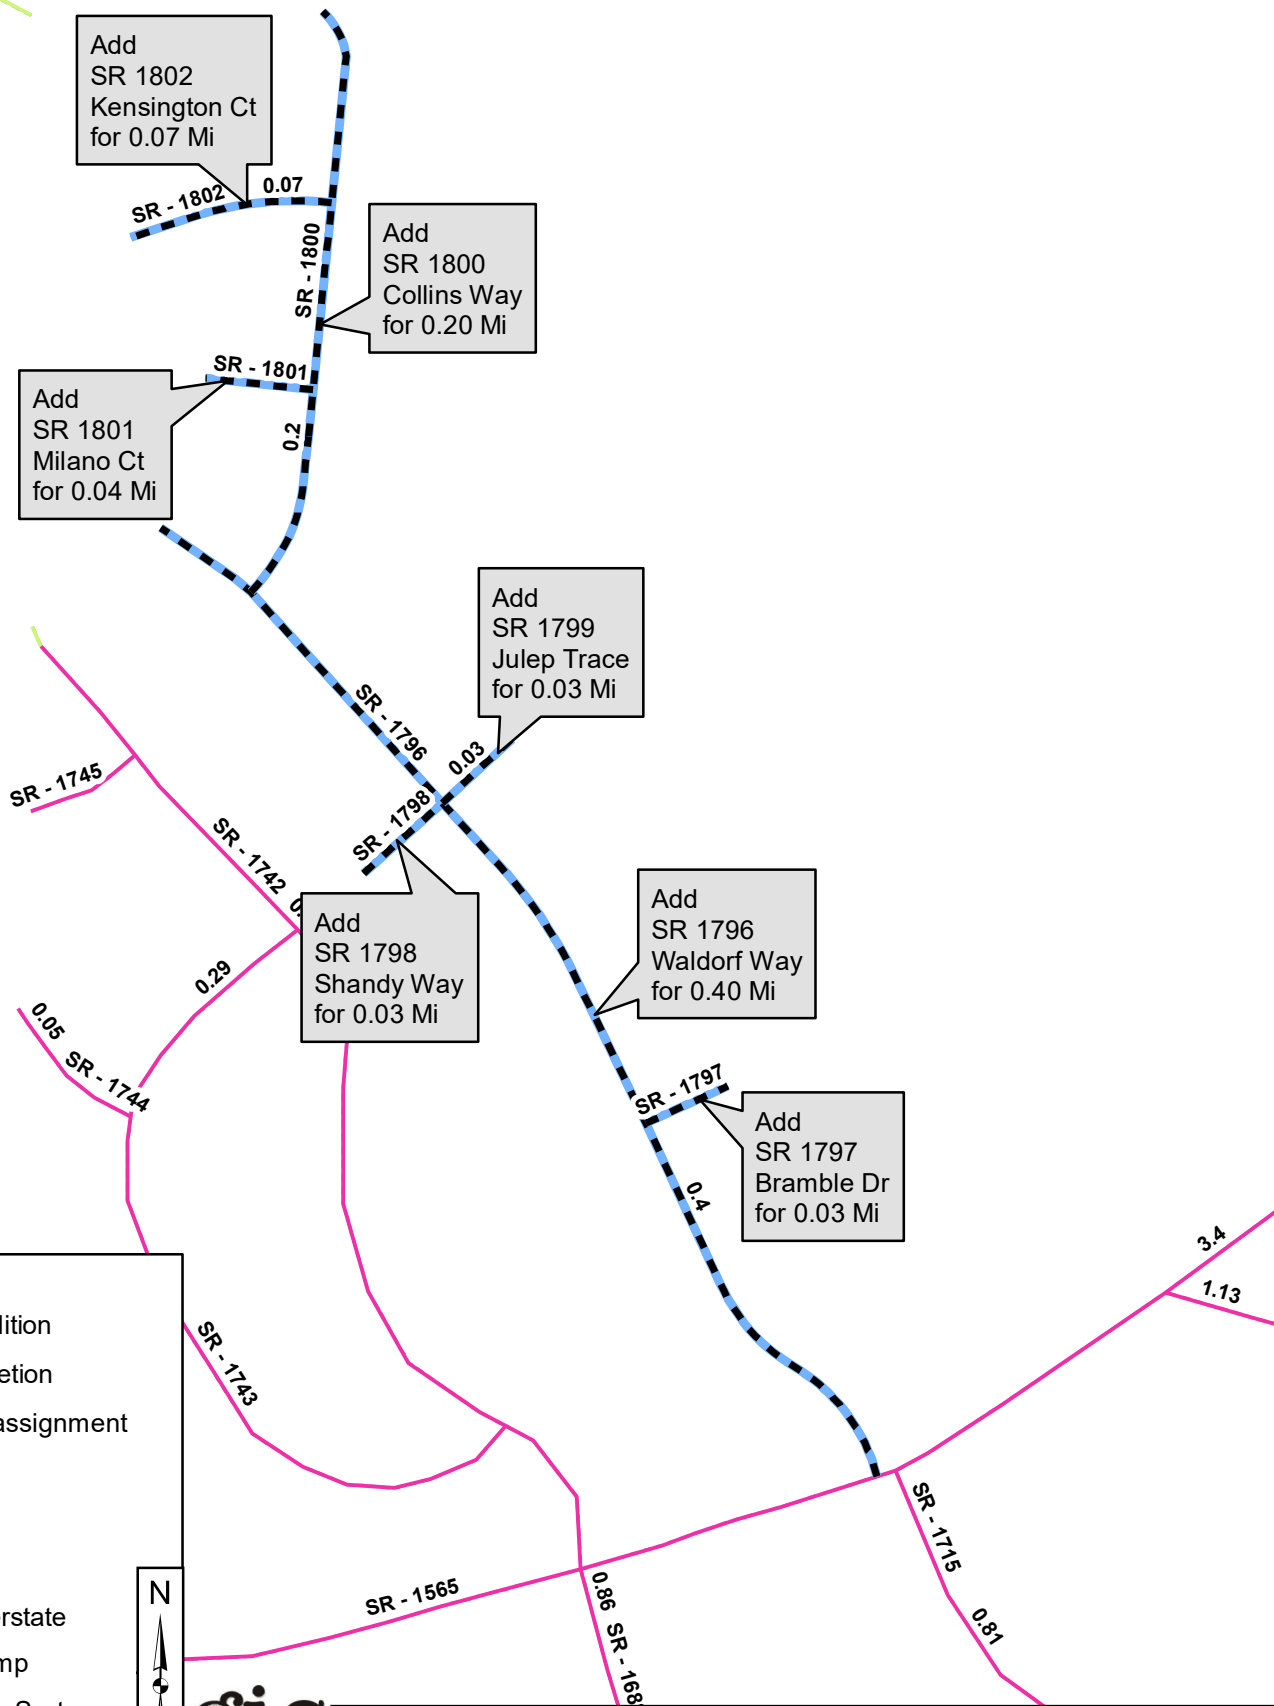 Add
SR 1802
Kensington Ct
for 0.07 Mi
SR - 1802
0.07
SR - 1800
Add
SR 1800
Collins Way
for 0.20 Mi
SR - 1801
Add
SR 1801
Milano Ct
for 0.04 Mi
0.2
Add
SR 1799
Julep Trace
for 0.03 Mi
SR - 1796
0.03
SR - 1745
SR - 1798
SR - 1742
Add
SR 1798
Shandy Way
for 0.03 Mi
Add
SR 1796
Waldorf Way
for 0.40 Mi
0.29
0.05
SR - 1744
SR - 1797
Add
SR 1797
Bramble Dr
for 0.03 Mi
0.4
3.4
1.13
lition
etion
assignment
SR - 1743
SR - 1715
0.81
SR - 1565
0.86 SR - 168
N
erstate
mp